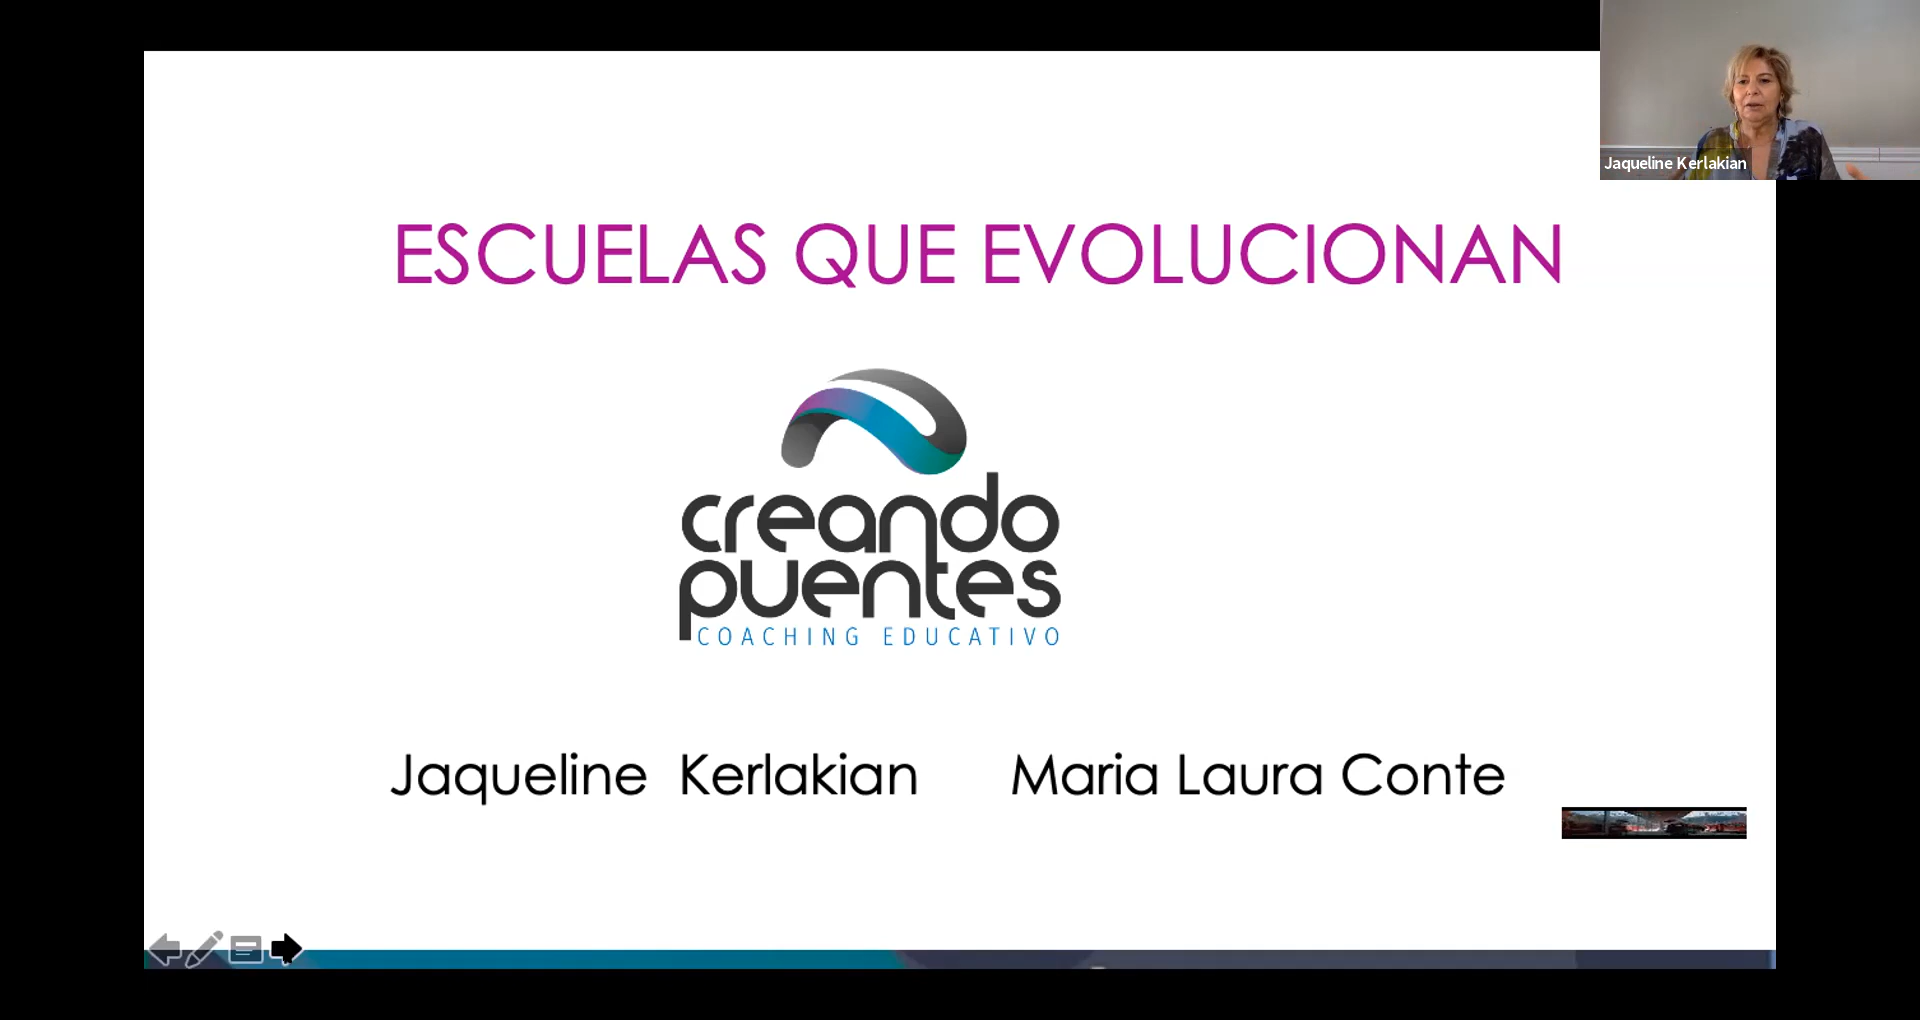 Jaqueline Kerlakian
ESCUELAS QUE EVOLUCIONAN
creando
puentes
COACHING EDUCATIVO
Jaqueline Kerlakian Maria Laura Conte